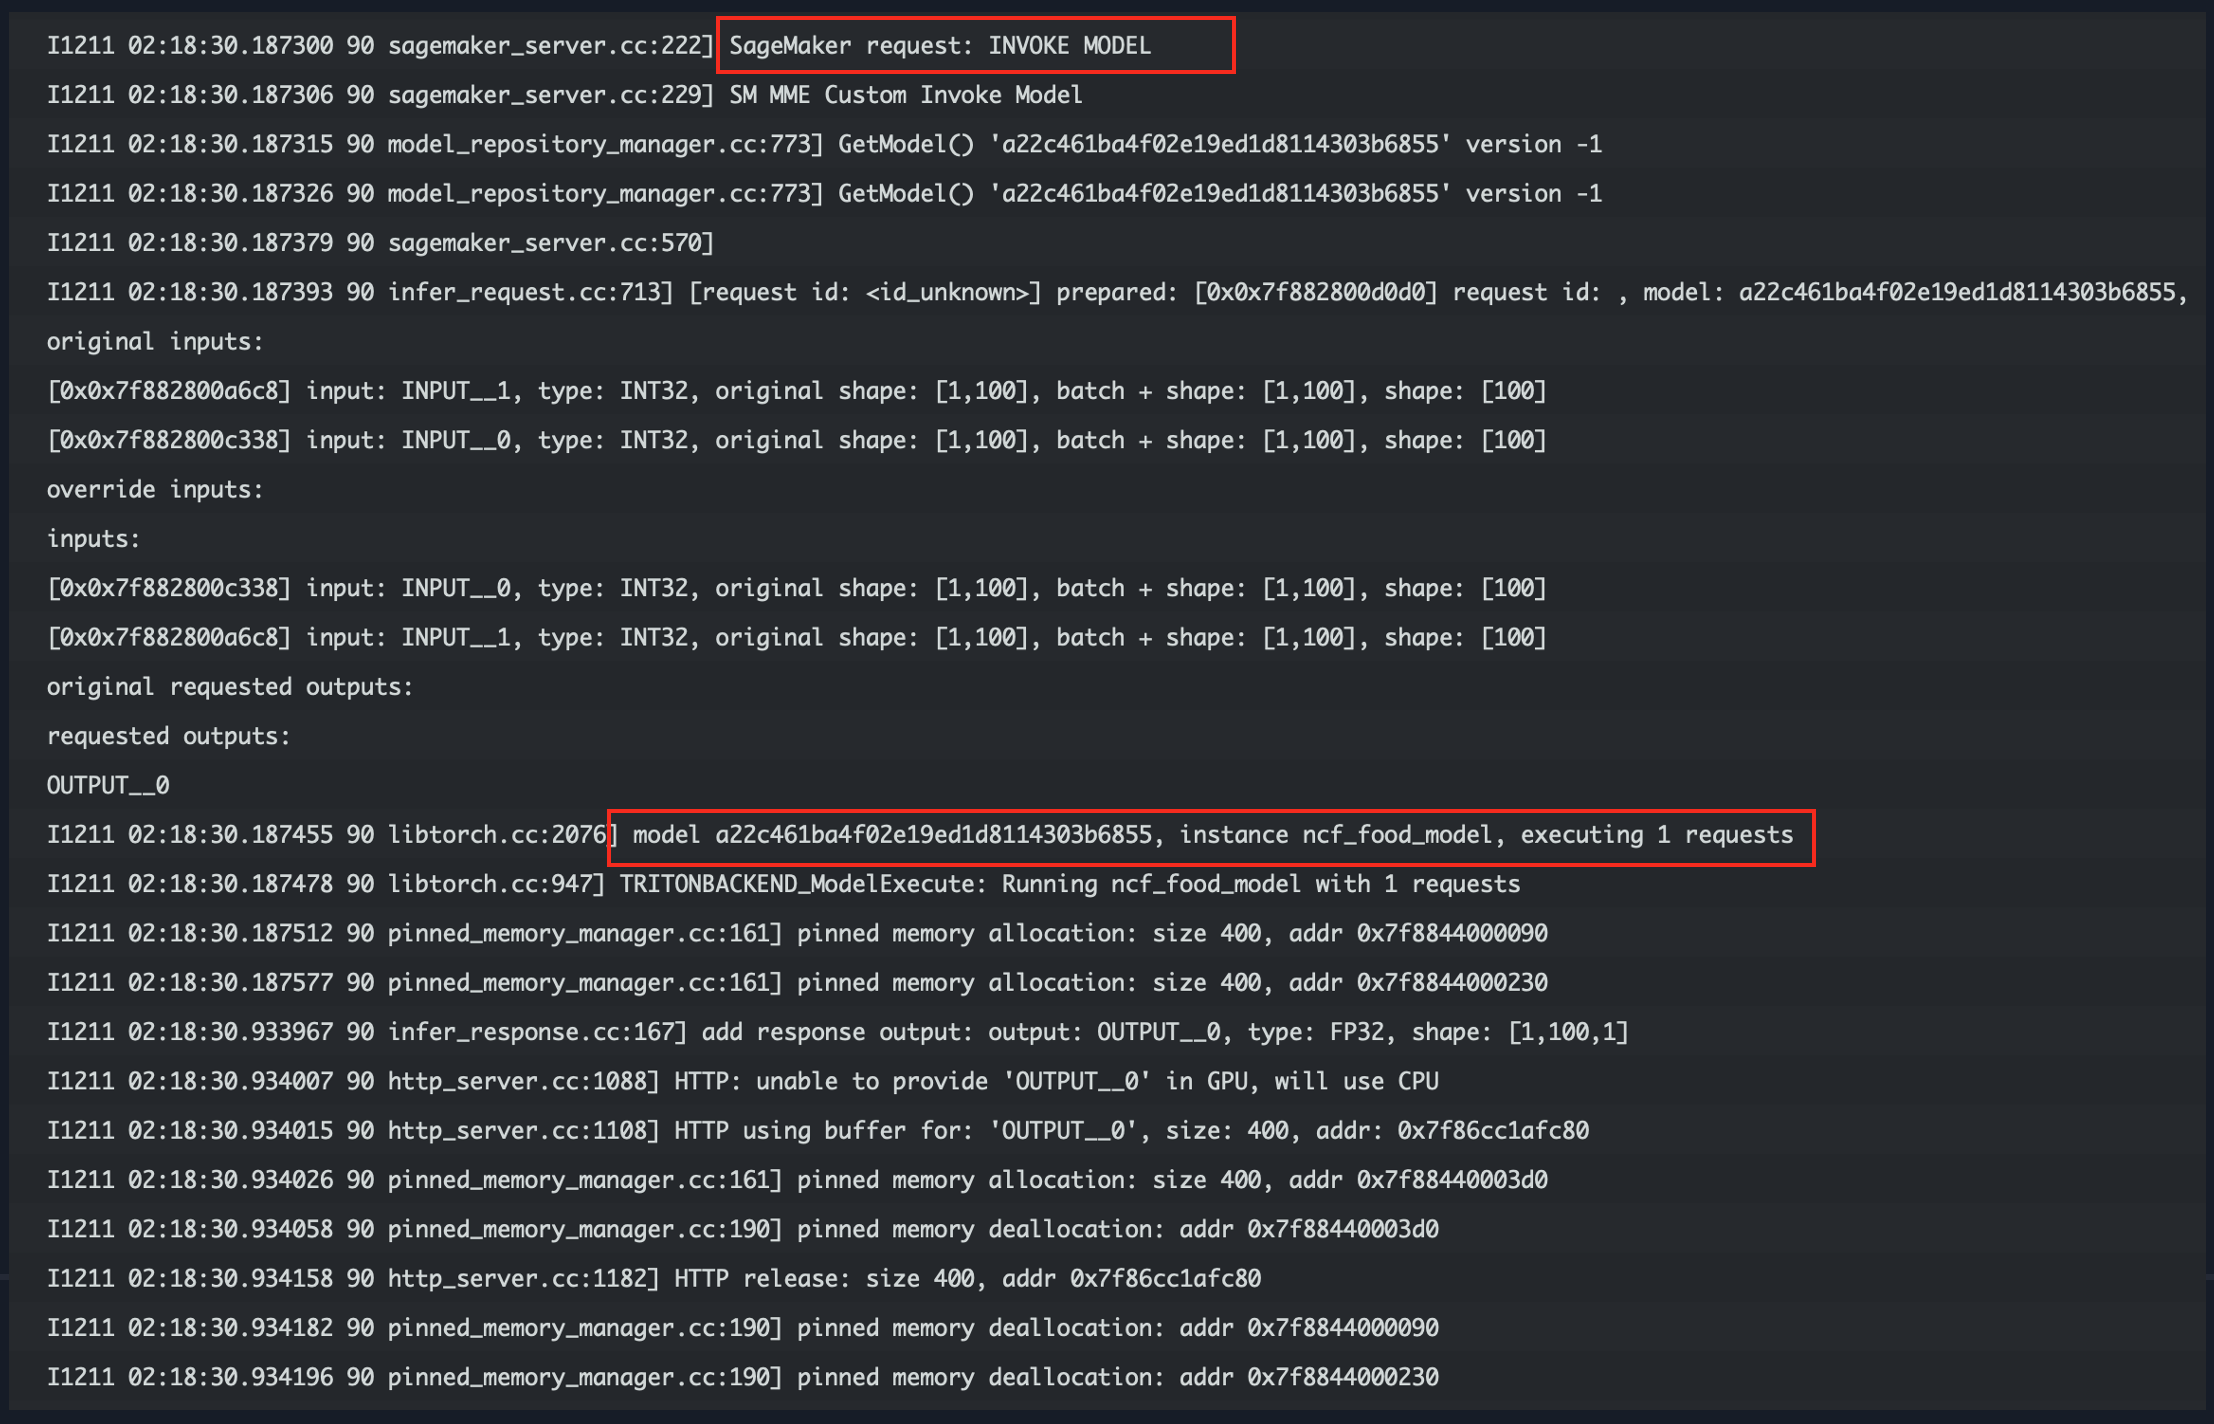 I1211 02:18:30.187300 90 sagemaker_server.cc:222] SageMaker request: INVOKE MODEL
I1211 02:18:30.187306 90 sagemaker_server.cc:229] SM MME Custom Invoke Model
I1211 02:18:30.187315 90 model_repository_manager.cc:773] GetModel() 'a22c461ba4f02e19ed1d8114303b6855' version -1
I1211 02:18:30.187326 90 model_repository_manager.cc:773] GetModel() 'a22c461ba4f02e19ed1d8114303b6855' version -1
I1211 02:18:30.187379 90 sagemaker_server.cc:570]
I1211 02:18:30.187393 90 infer_request.cc:713] [request id: <id_unknown>] prepared: [0x0x7f882800d0d0] request id: , model: a22c461ba4f02e19ed1d8114303b6855,
original inputs:
[0x0x7f882800a6c8] input: INPUT__1, type: INT32, original shape: [1,100], batch + shape: [1,100], shape: [100]
[0x0x7f882800c338] input: INPUT__0, type: INT32, original shape: [1,100], batch + shape: [1,100], shape: [100]
override inputs:
inputs:
[0x0x7f882800c338] input: INPUT__0, type: INT32, original shape: [1,100], batch + shape: [1,100], shape: [100]
[0x0x7f882800a6c8] input: INPUT__1, type: INT32, original shape: [1,100], batch + shape: [1,100], shape: [100]
original requested outputs:
requested outputs:
OUTPUT__0
I1211 02:18:30.187455 90 libtorch.cc:2076] model a22c461ba4f02e19ed1d8114303b6855, instance ncf_food_model, executing 1 requests
I1211 02:18:30.187478 90 libtorch.cc:947] TRITONBACKEND_ModelExecute: Running ncf_food_model with 1 requests
I1211 02:18:30.187512 90 pinned_memory_manager.cc:161] pinned memory allocation: size 400, addr 0x7f8844000090
I1211 02:18:30.187577 90 pinned_memory_manager.cc:161] pinned memory allocation: size 400, addr 0x7f8844000230
I1211 02:18:30.933967 90 infer_response.cc:167] add response output: output: OUTPUT__0, type: FP32, shape: [1,100,1]
I1211 02:18:30.934007 90 http_server.cc:1088] HTTP: unable to provide 'OUTPUT__0' in GPU, will use CPU
I1211 02:18:30.934015 90 http_server.cc:1108] HTTP using buffer for: 'OUTPUT__0', size: 400, addr: 0x7f86cc1afc80
I1211 02:18:30.934026 90 pinned_memory_manager.cc:161] pinned memory allocation: size 400, addr 0x7f88440003d0
I1211 02:18:30.934058 90 pinned_memory_manager.cc:190] pinned memory deallocation: addr 0x7f88440003d0
I1211 02:18:30.934158 90 http_server.cc:1182] HTTP release: size 400, addr 0x7f86cc1afc80
I1211 02:18:30.934182 90 pinned_memory_manager.cc:190] pinned memory deallocation: addr 0x7f8844000090
I1211 02:18:30.934196 90 pinned_memory_manager.cc:190] pinned memory deallocation: addr 0x7f8844000230